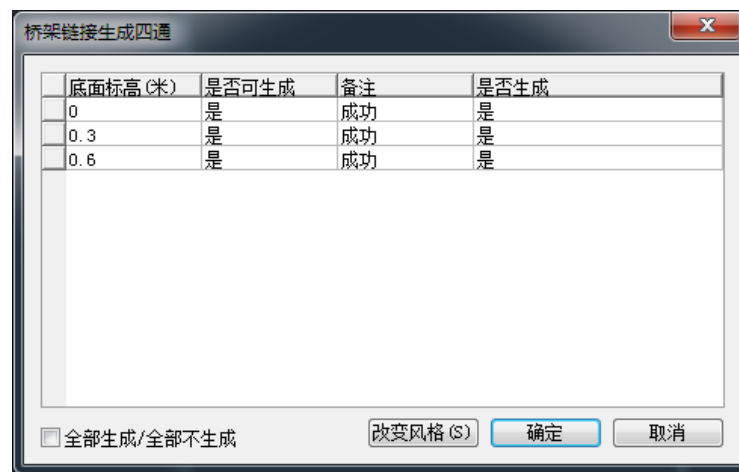 桥架链接生成四通
底面标高(米) 是否可生成 备注 是否生成
0 是 成功 是
0.3 是 成功 是
0.6 是 成功 是
全部生成/全部不生成 改变风格(S) 确定 取消